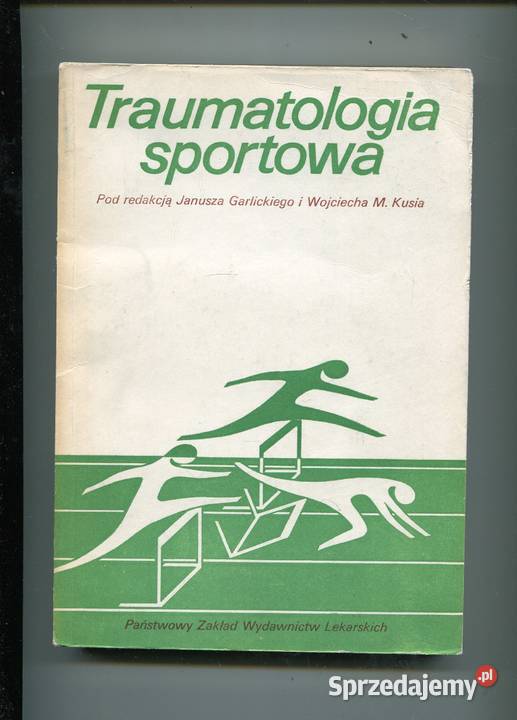 Traumatologia
sportowa
Pod redakcją Janusza Garlickiego i Wojciecha M. Kusia
Państwowy Zakład Wydawnictw Lekarskich
Sprzedajemy.pl